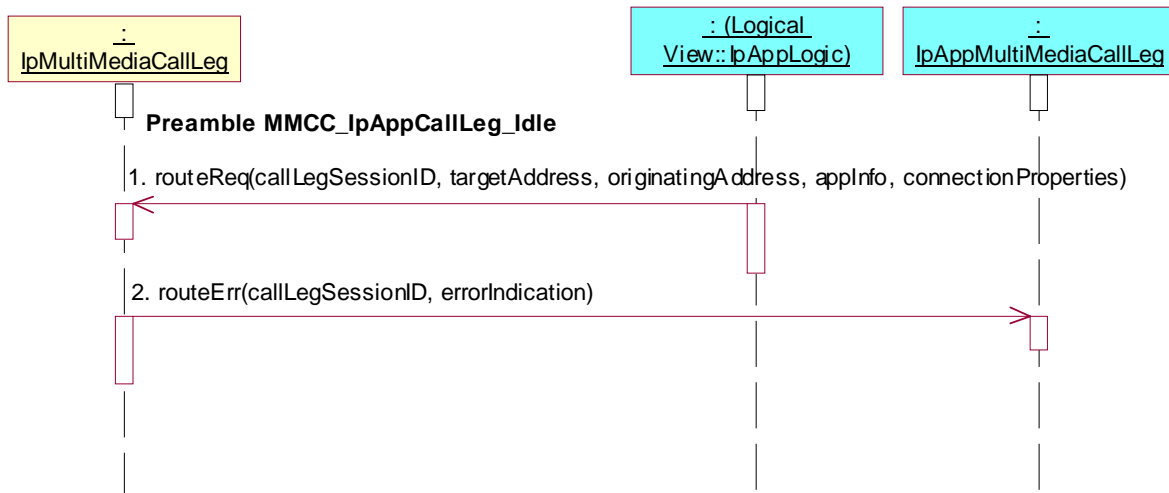 :
IpMultiMediaCallLeg
: (Logical
View::IpAppLogic)
:
IpAppMultiMediaCallLeg
Preamble MMCC_IpAppCallLeg_Idle
1. routeReq(callLegSessionID, targetAddress, originatingAddress, appInfo, connectionProperties)
2. routeErr(callLegSessionID, errorIndication)